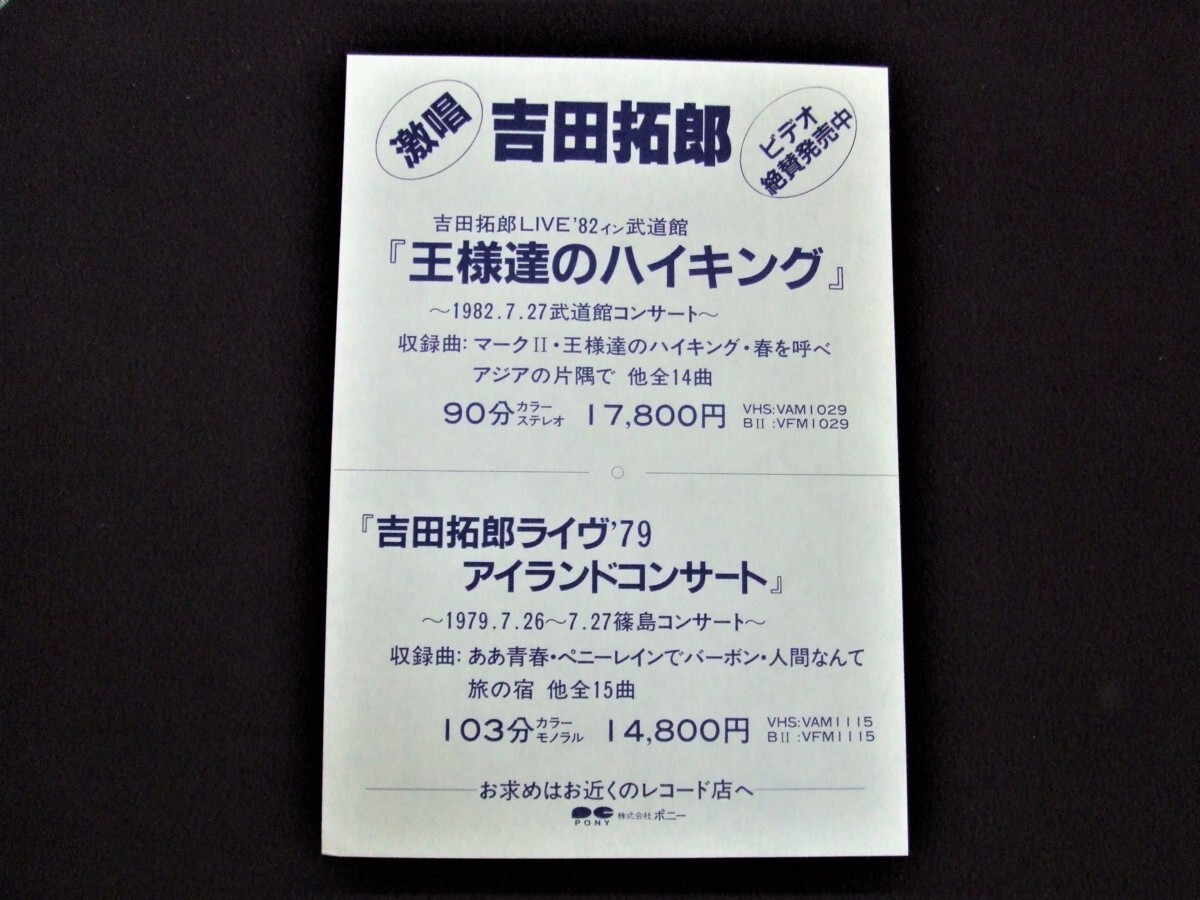 激唱
吉田拓郎
ビデオ
絶賛発売中
吉田拓郎LIVE'82イン武道館
『王様達のハイキング』
～1982.7.27武道館コンサート～
収録曲:マークII・王様達のハイキング・春を呼べ
アジアの片隅で 他全14曲
90分カラーステレオ 17,800円 VHS:VAM1029
BII:VFM1029
『吉田拓郎ライヴ'79
アイランドコンサート』
～1979.7.26～7.27篠島コンサート～
収録曲:ああ青春・ペニーレインでバーボン・人間なんて
旅の宿 他全15曲
103分カラーモノラル 14,800円 VHS:VAM1115
BII:VFM1115
お求めはお近くのレコード店へ
PC PONY 株式会社ポニー